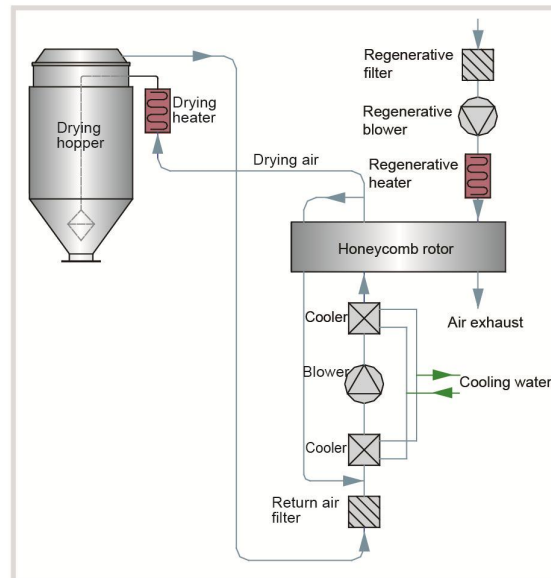 Regenerative
filter
Drying
heater
Drying
hopper
Regenerative
blower
Drying air
Regenerative
heater
Honeycomb rotor
Cooler
Air exhaust
Blower
Cooling water
Cooler
Return air
filter